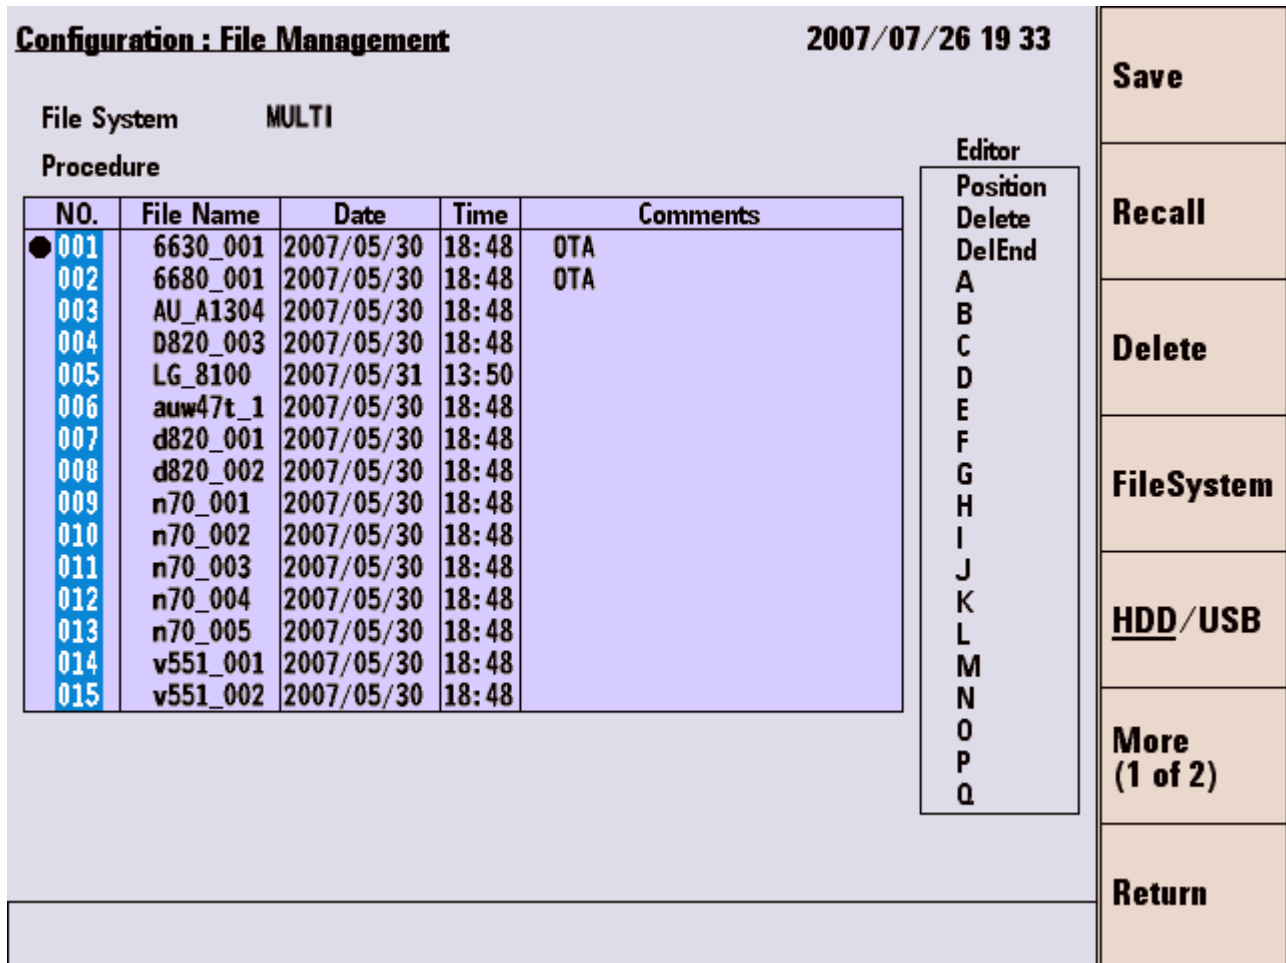 Configuration : File Management 2007/07/26 19 33
File System MULTI
Procedure
NO. File Name Date Time Comments
001 6630_001 2007/05/30 18:48 OTA
002 6680_001 2007/05/30 18:48 OTA
003 AU_A1304 2007/05/30 18:48
004 D820_003 2007/05/30 18:48
005 LG_8100 2007/05/31 13:50
006 auw47t_1 2007/05/30 18:48
007 d820_001 2007/05/30 18:48
008 d820_002 2007/05/30 18:48
009 n70_001 2007/05/30 18:48
010 n70_002 2007/05/30 18:48
011 n70_003 2007/05/30 18:48
012 n70_004 2007/05/30 18:48
013 n70_005 2007/05/30 18:48
014 v551_001 2007/05/30 18:48
015 v551_002 2007/05/30 18:48
Editor
Position
Delete
DelEnd
A
B
C
D
E
F
G
H
I
J
K
L
M
N
O
P
Q
Save
Recall
Delete
FileSystem
HDD/USB
More
(1 of 2)
Return